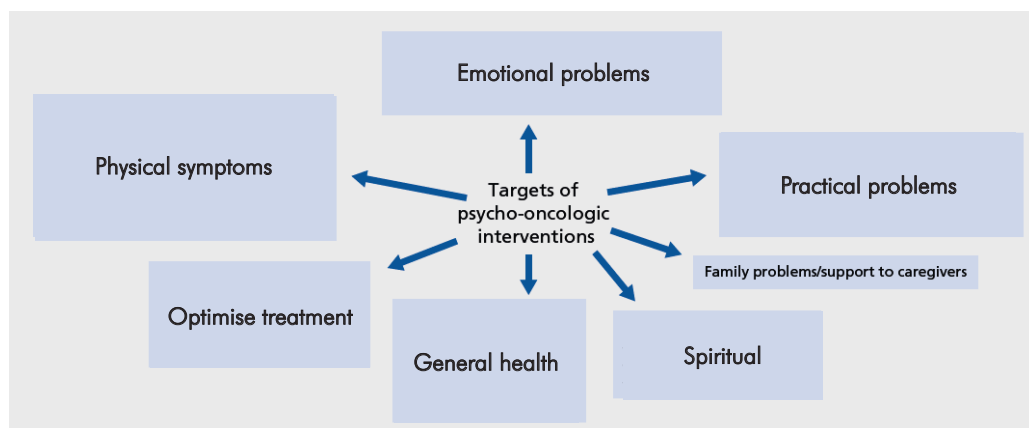 Emotional problems
Physical symptoms
Practical problems
Targets of
psycho-oncologic
interventions
Family problems/support to caregivers
Optimise treatment
General health
Spiritual